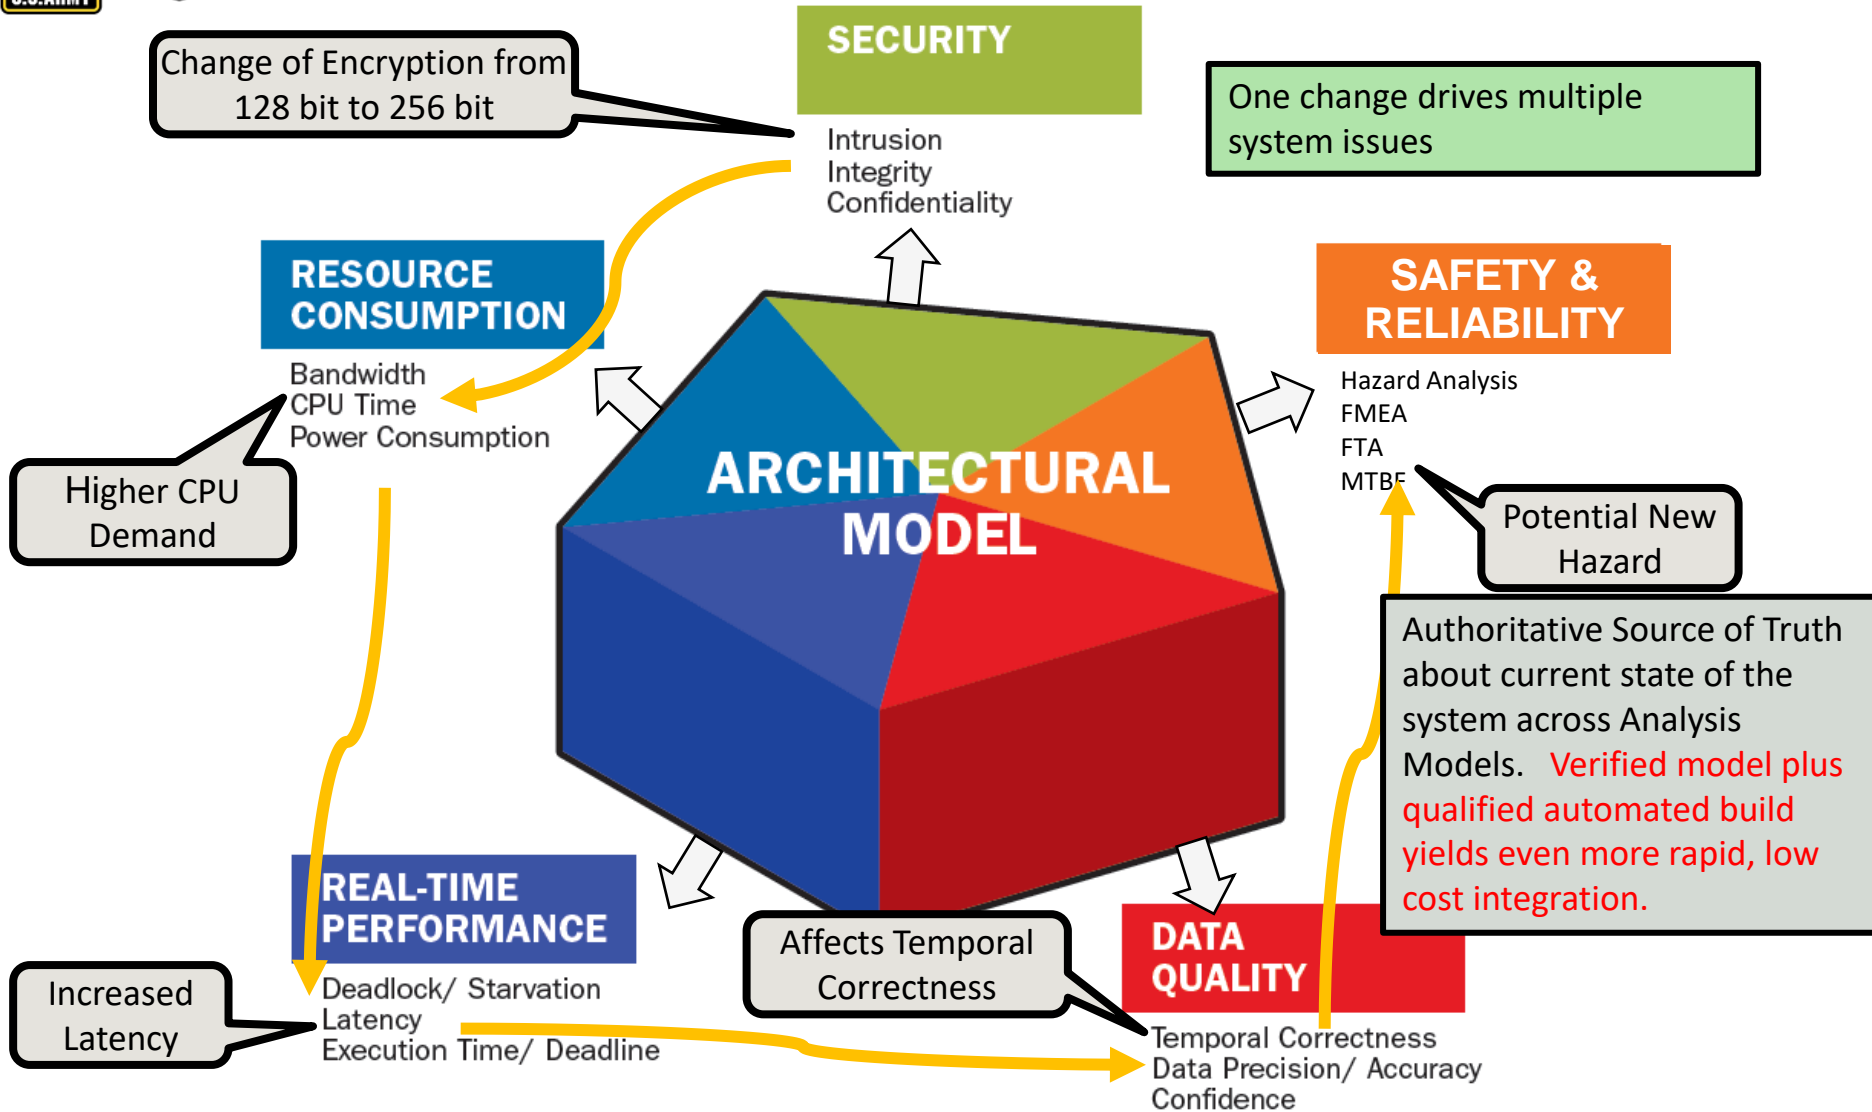 U.S.ARMY
Change of Encryption from
128 bit to 256 bit
SECURITY
Intrusion
Integrity
Confidentiality
One change drives multiple
system issues
RESOURCE
CONSUMPTION
Bandwidth
CPU Time
Power Consumption
Higher CPU
Demand
SAFETY &
RELIABILITY
Hazard Analysis
FMEA
FTA
MTBF
Potential New
Hazard
ARCHITECTURAL
MODEL
Authoritative Source of Truth
about current state of the
system across Analysis
Models. Verified model plus
qualified automated build
yields even more rapid, low
cost integration.
REAL-TIME
PERFORMANCE
Deadlock/ Starvation
Latency
Execution Time/ Deadline
Increased
Latency
Affects Temporal
Correctness
DATA
QUALITY
Temporal Correctness
Data Precision/ Accuracy
Confidence